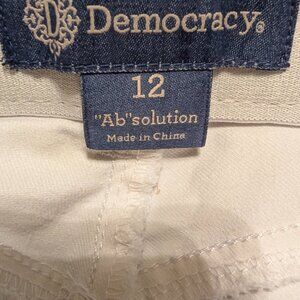 D
Democracy®
12
"Ab"solution
Made in China